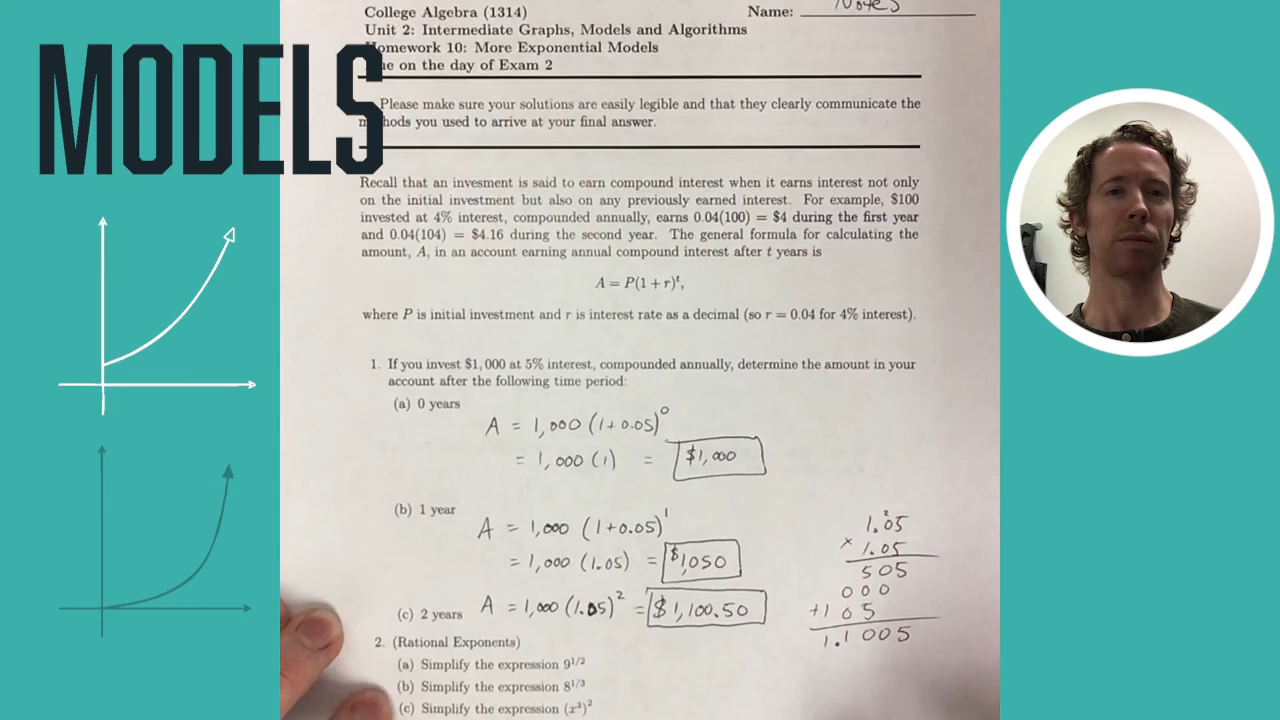 MODELS
College Algebra (1314)
Name: Notes
Unit 2: Intermediate Graphs, Models and Algorithms
Homework 10: More Exponential Models
ue on the day of Exam 2
Please make sure your solutions are easily legible and that they clearly communicate the
hods you used to arrive at your final answer.
Recall that an invesment is said to earn compound interest when it earns interest not only
on the initial investment but also on any previously earned interest. For example, $100
invested at 4% interest, compounded annually, earns 0.04(100) = $4 during the first year
and 0.04(104) = $4.16 during the second year. The general formula for calculating the
amount, A, in an account earning annual compound interest after t years is
A = P(1 + r)^t,
where P is initial investment and r is interest rate as a decimal (so r = 0.04 for 4% interest).
1. If you invest $1,000 at 5% interest, compounded annually, determine the amount in your
account after the following time period:
(a) 0 years
A = 1,000 (1+0.05)^0
= 1,000 (1) = $1,000
(b) 1 year
A = 1,000 (1+0.05)^1
= 1,000 (1.05) = $1,050
(c) 2 years
A = 1,000 (1.05)^2 = $1,100.50
2
1.05
× 1.05
505
000
+105
1.1005
2. (Rational Exponents)
(a) Simplify the expression 9^1/2
(b) Simplify the expression 8^1/3
(c) Simplify the expression (x^3)^2